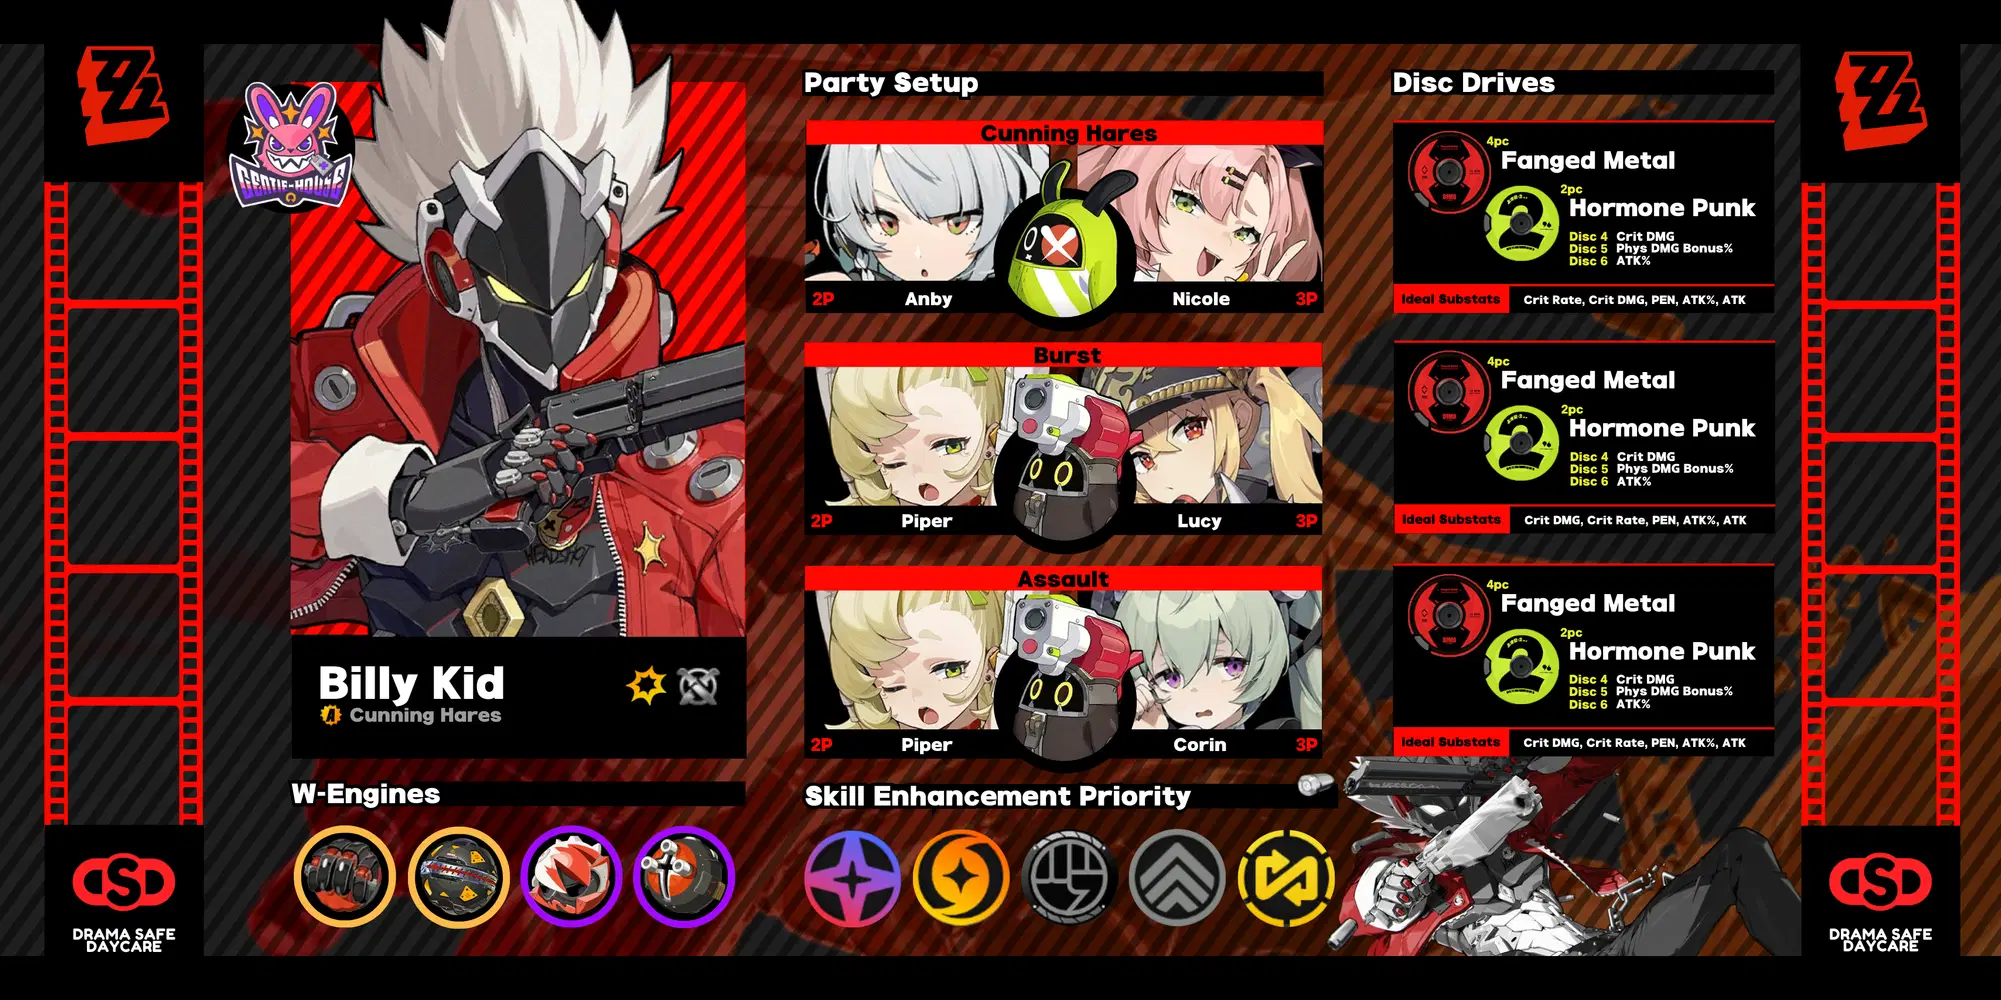 GENTLE-HOUSE
Billy Kid
A
Cunning Hares
HEADSHOT
W-Engines
Party Setup
Cunning Hares
2P
Anby
Nicole
3P
Burst
2P
Piper
Lucy
3P
Assault
2P
Piper
Corin
3P
Skill Enhancement Priority
Disc Drives
4pc
Fanged Metal
2pc
Hormone Punk
Disc 4 Crit DMG
Disc 5 Phys DMG Bonus%
Disc 6 ATK%
Ideal Substats
Crit Rate, Crit DMG, PEN, ATK%, ATK
4pc
Fanged Metal
2pc
Hormone Punk
Disc 4 Crit DMG
Disc 5 Phys DMG Bonus%
Disc 6 ATK%
Ideal Substats
Crit DMG, Crit Rate, PEN, ATK%, ATK
4pc
Fanged Metal
2pc
Hormone Punk
Disc 4 Crit DMG
Disc 5 Phys DMG Bonus%
Disc 6 ATK%
Ideal Substats
Crit DMG, Crit Rate, PEN, ATK%, ATK
DSD
DRAMA SAFE
DAYCARE
DSD
DRAMA SAFE
DAYCARE